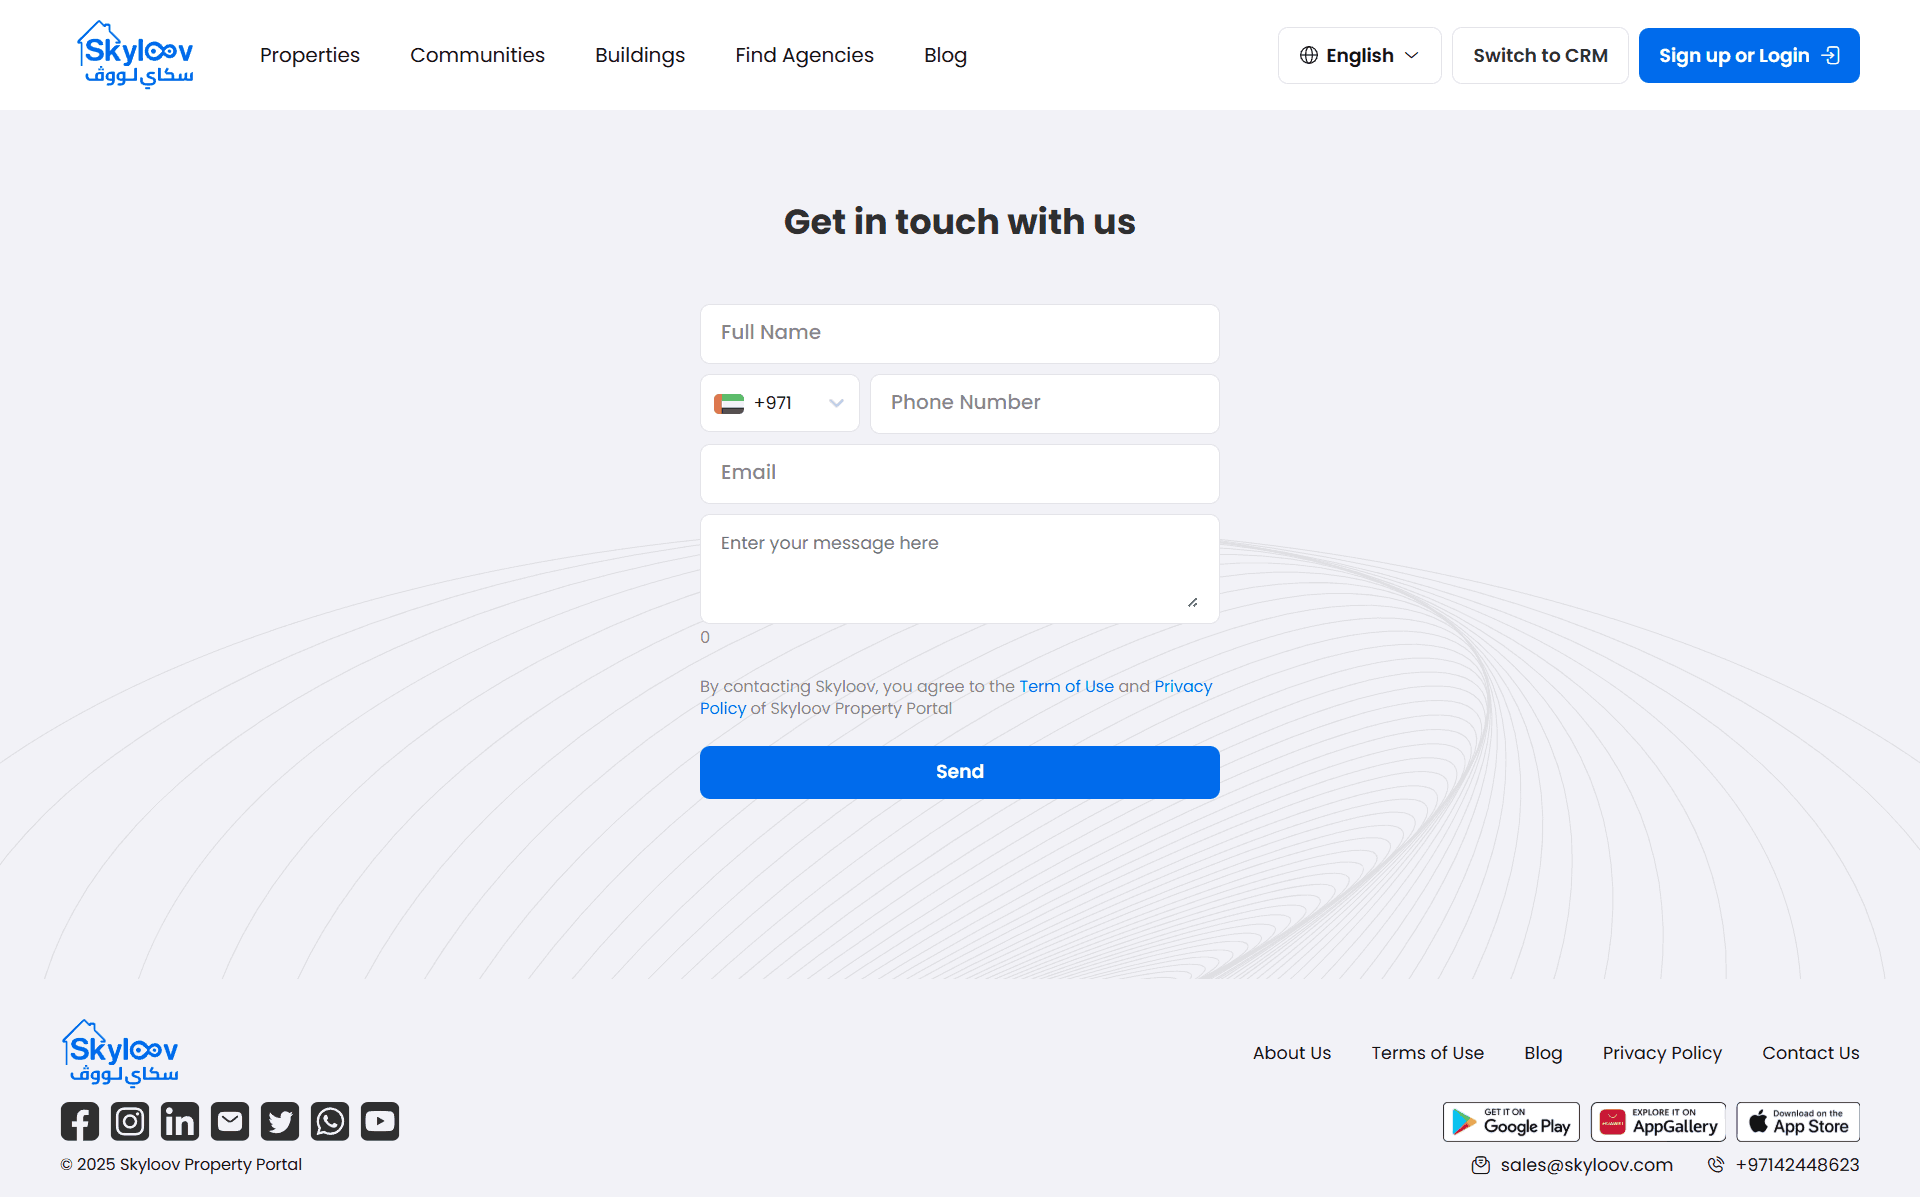 Skyloov
سكاي لـووڤ
Properties
Communities
Buildings
Find Agencies
Blog
English
Switch to CRM
Sign up or Login
Get in touch with us
Full Name
+971
Phone Number
Email
Enter your message here
0
By contacting Skyloov, you agree to the Term of Use and Privacy
Policy of Skyloov Property Portal
Send
Skyloov
سكاي لـووڤ
About Us
Terms of Use
Blog
Privacy Policy
Contact Us
GET IT ON
Google Play
EXPLORE IT ON
AppGallery
Download on the
App Store
© 2025 Skyloov Property Portal
sales@skyloov.com
+97142448623